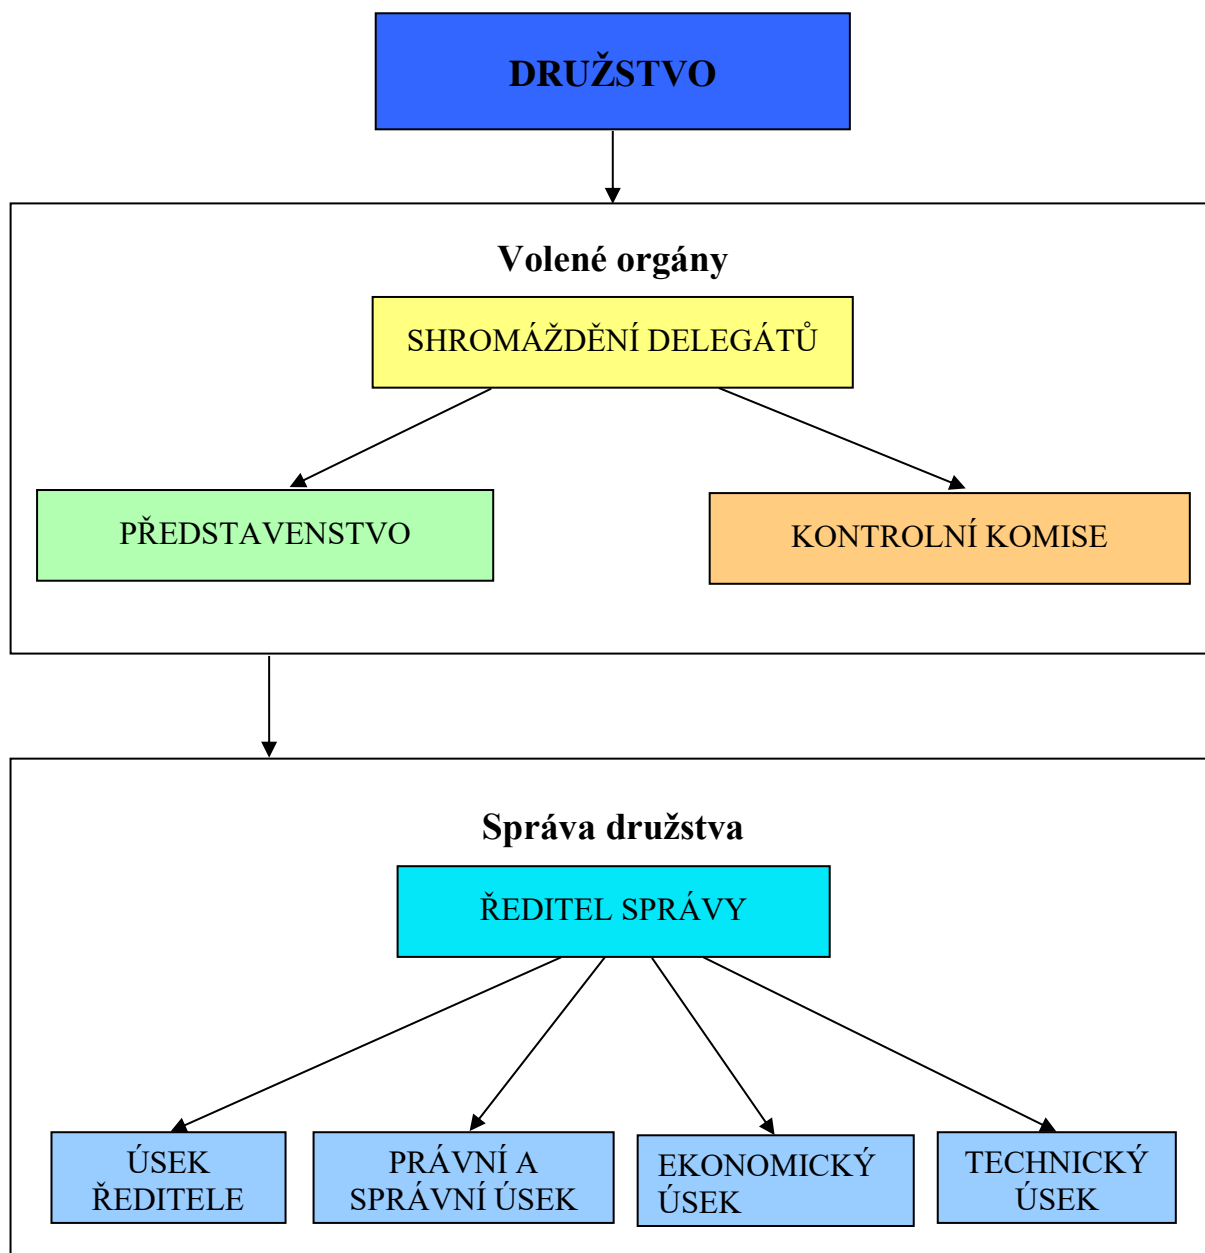 DRUŽSTVO
Volené orgány
SHROMÁŽDĚNÍ DELEGÁTŮ
PŘEDSTAVENSTVO
KONTROLNÍ KOMISE
Správa družstva
ŘEDITEL SPRÁVY
ÚSEK
ŘEDITELE
PRÁVNÍ A
SPRÁVNÍ ÚSEK
EKONOMICKÝ
ÚSEK
TECHNICKÝ
ÚSEK